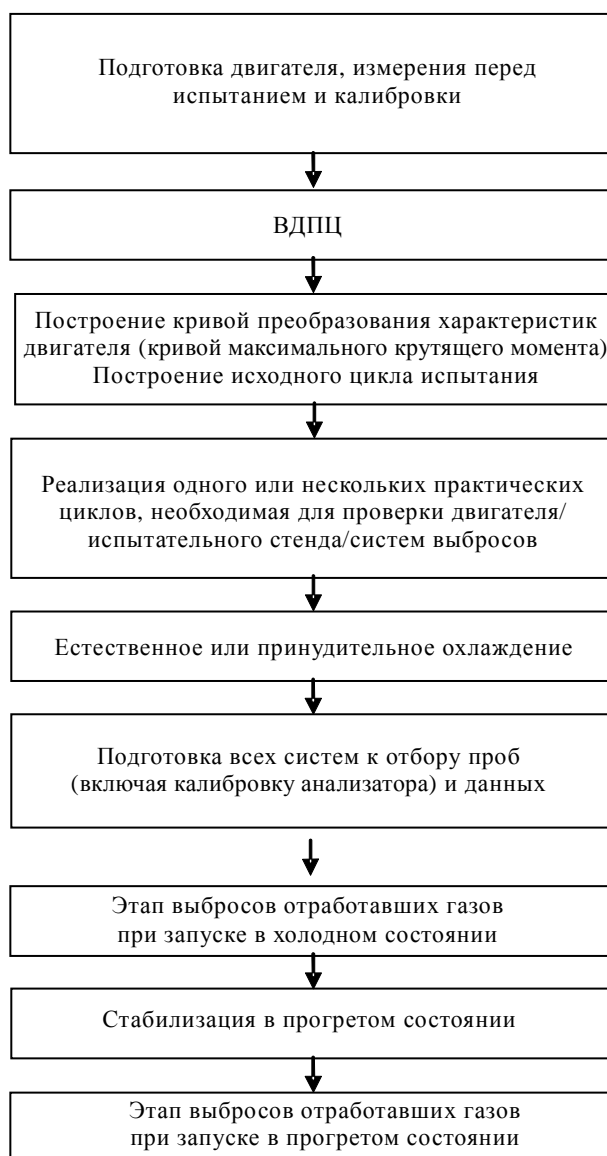 Подготовка двигателя, измерения перед
испытанием и калибровки
ВДПЦ
Построение кривой преобразования характеристик
двигателя (кривой максимального крутящего момента)
Построение исходного цикла испытания
Реализация одного или нескольких практических
циклов, необходимая для проверки двигателя/
испытательного стенда/систем выбросов
Естественное или принудительное охлаждение
Подготовка всех систем к отбору проб
(включая калибровку анализатора) и данных
Этап выбросов отработавших газов
при запуске в холодном состоянии
Стабилизация в прогретом состоянии
Этап выбросов отработавших газов
при запуске в прогретом состоянии